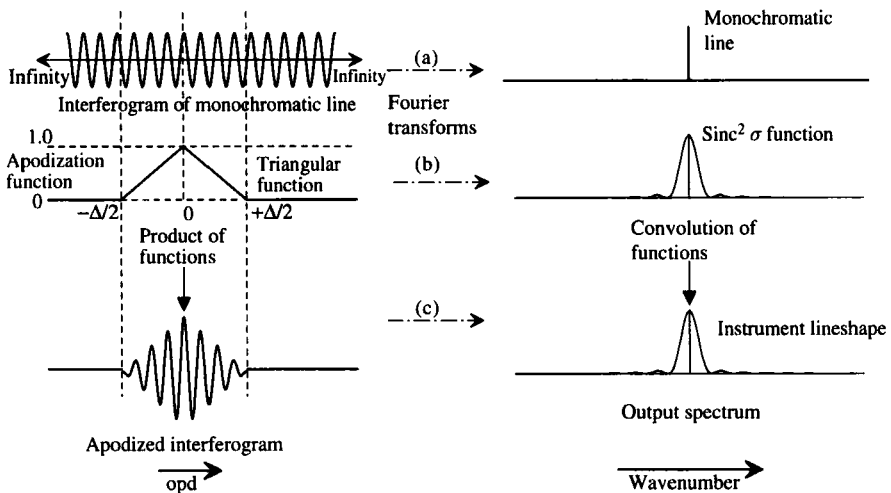 Monochromatic
line
(a)
Infinity
Infinity
Interferogram of monochromatic line
Fourier
transforms
1.0
Sinc² σ function
Apodization
function
Triangular
function
(b)
0
−Δ/2
0
+Δ/2
Product of
functions
Convolution of
functions
(c)
Instrument lineshape
Output spectrum
Apodized interferogram
opd
Wavenumber